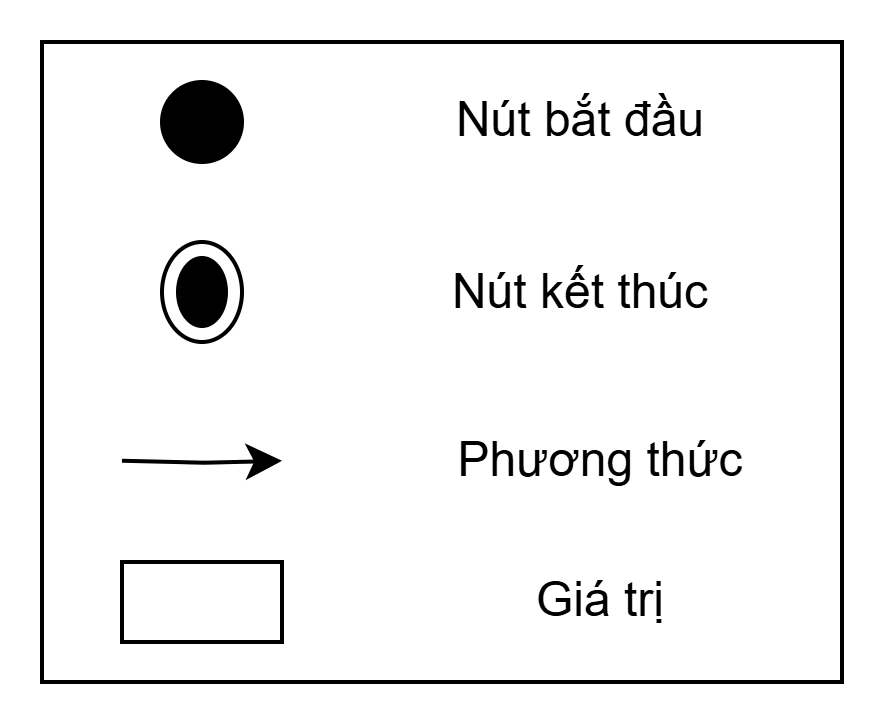 Nút bắt đầu
Nút kết thúc
Phương thức
Giá trị